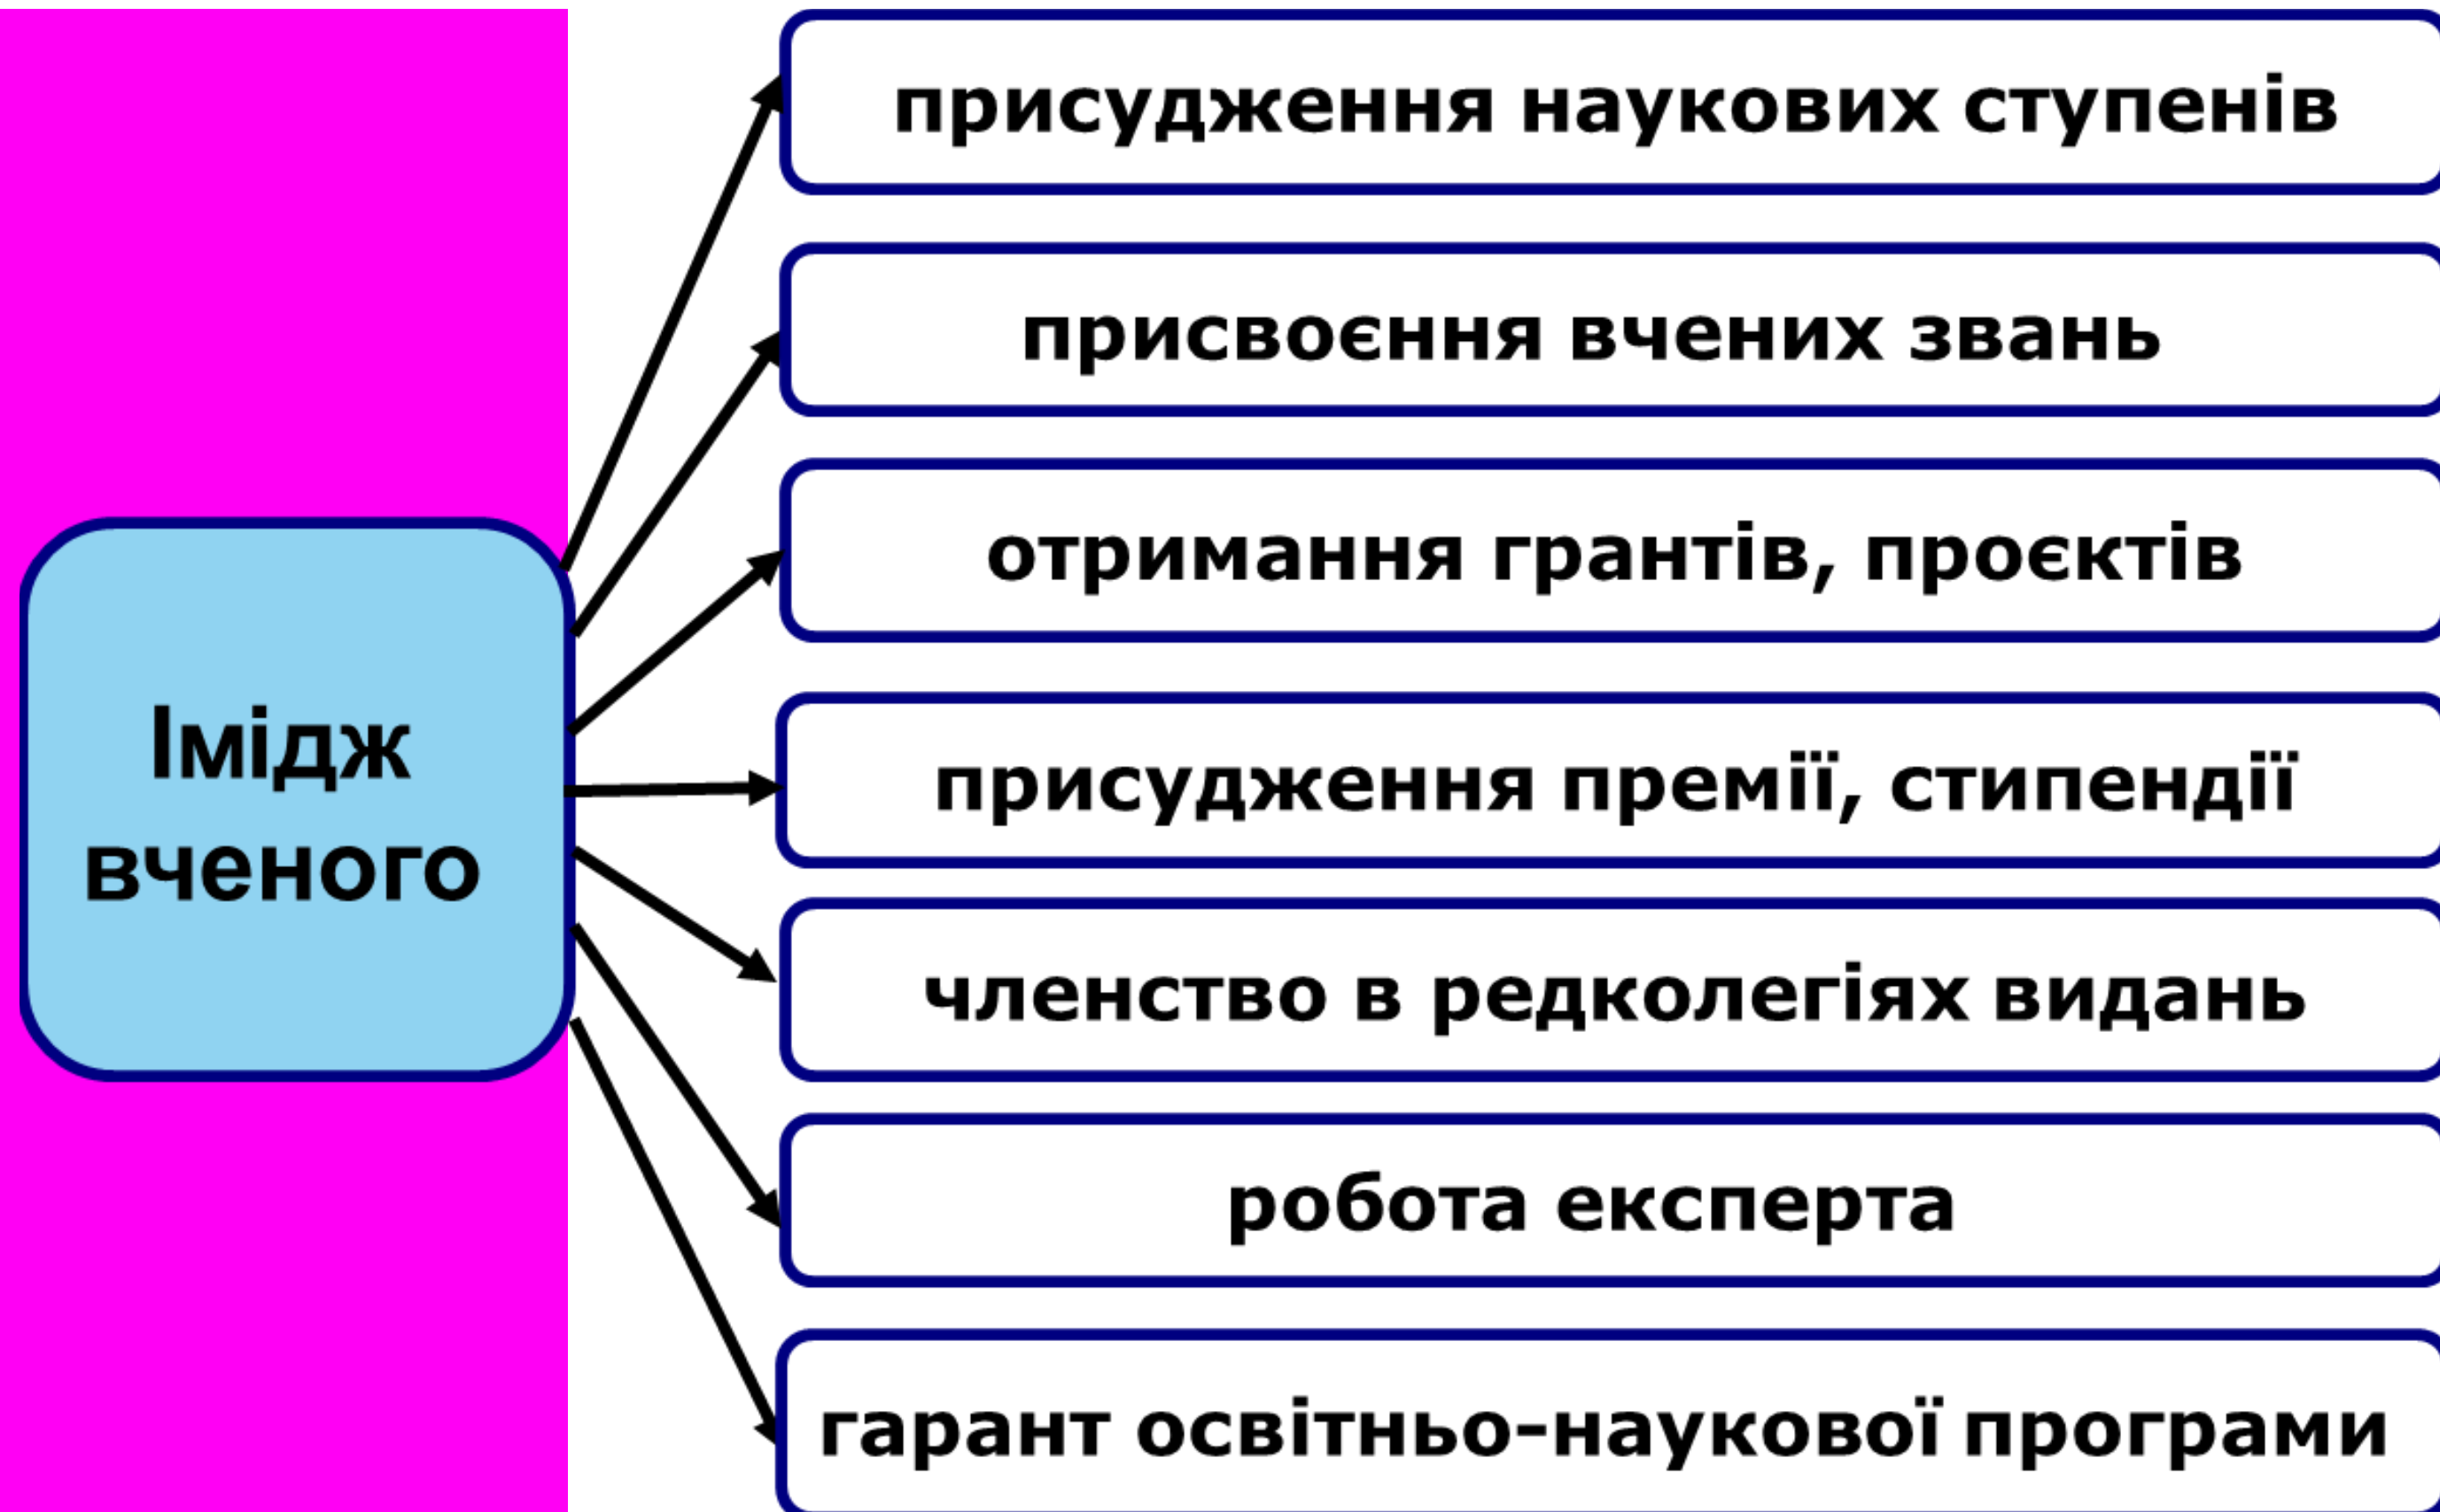 Імідж
вченого
присудження наукових ступенів
присвоєння вчених звань
отримання грантів, проєктів
присудження премії, стипендії
членство в редколегіях видань
робота експерта
гарант освітньо-наукової програми